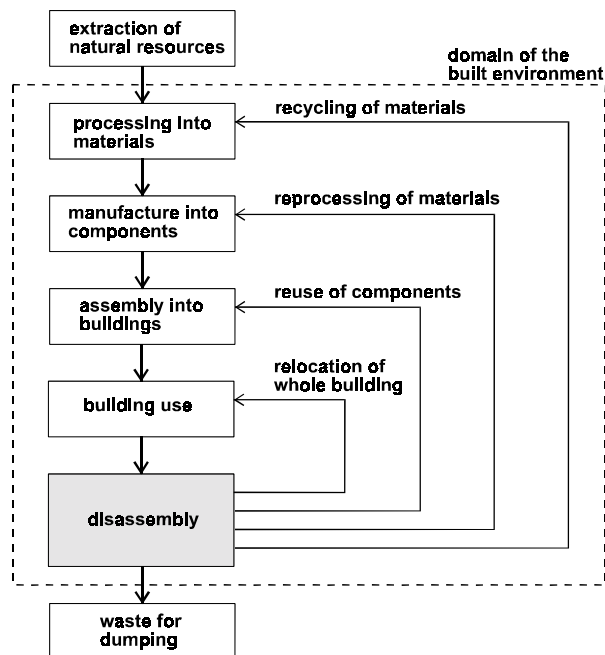 extraction of
natural resources
domain of the
built environment
processing into
materials
recycling of materials
manufacture into
components
reprocessing of materials
assembly into
buildings
reuse of components
relocation of
whole building
building use
disassembly
waste for
dumping